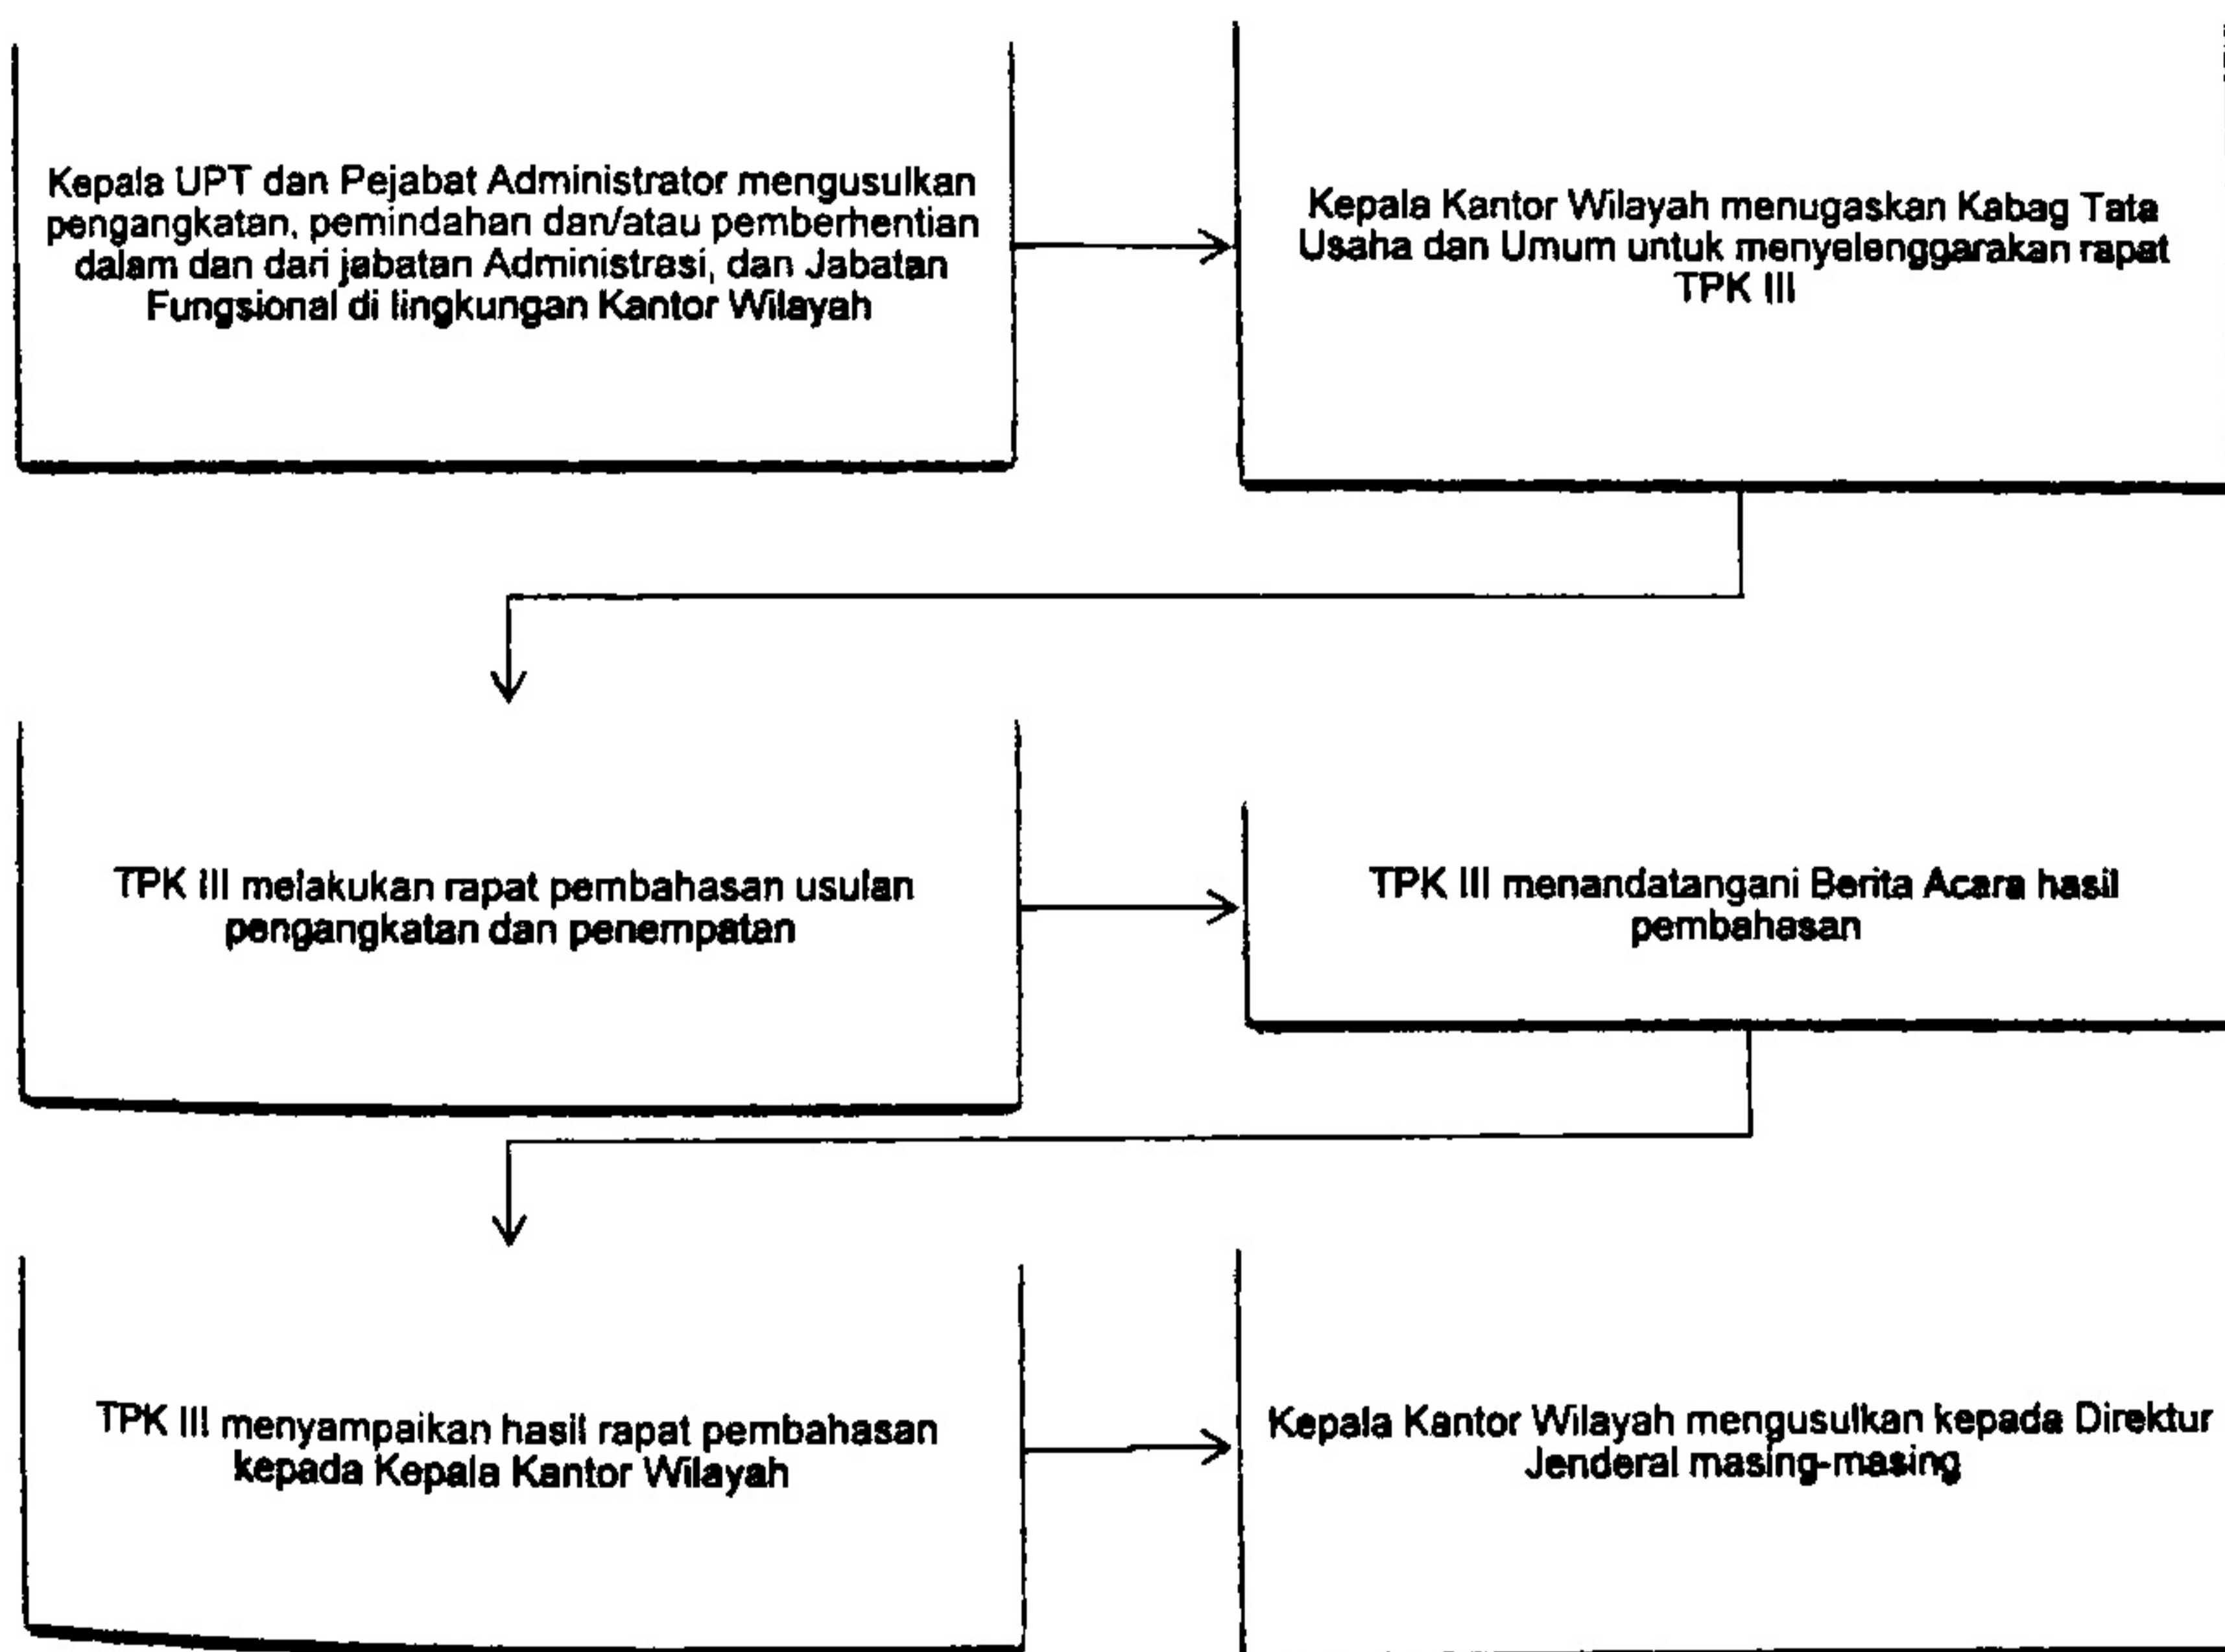 Kepala UPT dan Pejabat Administrator mengusulkan
pengangkatan, pemindahan dan/atau pemberhentian
dalam dan dari jabatan Administrasi, dan Jabatan
Fungsional di lingkungan Kantor Wilayah
Kepala Kantor Wilayah menugaskan Kabag Tata
Usaha dan Umum untuk menyelenggarakan rapat
TPK III
TPK III melakukan rapat pembahasan usulan
pengangkatan dan penempatan
TPK III menandatangani Berita Acara hasil
pembahasan
TPK III menyampaikan hasil rapat pembahasan
kepada Kepala Kantor Wilayah
Kepala Kantor Wilayah mengusulkan kepada Direktur
Jenderal masing-masing